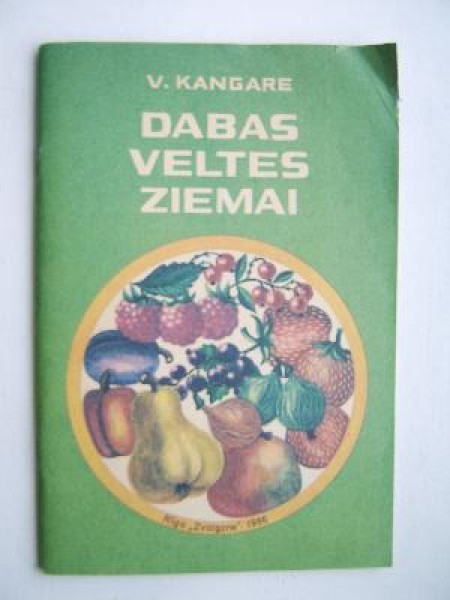 V. KANGARE
DABAS
VELTES
ZIEMAI
Rīga „Zvaigzne" 1986